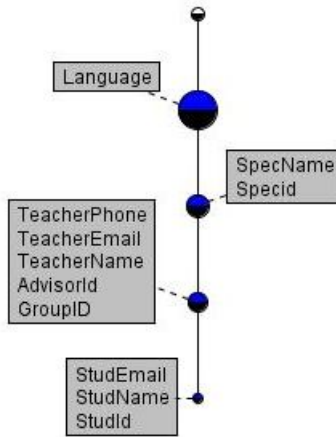 Language
SpecName
Specid
TeacherPhone
TeacherEmail
TeacherName
AdvisorId
GroupID
StudEmail
StudName
StudId